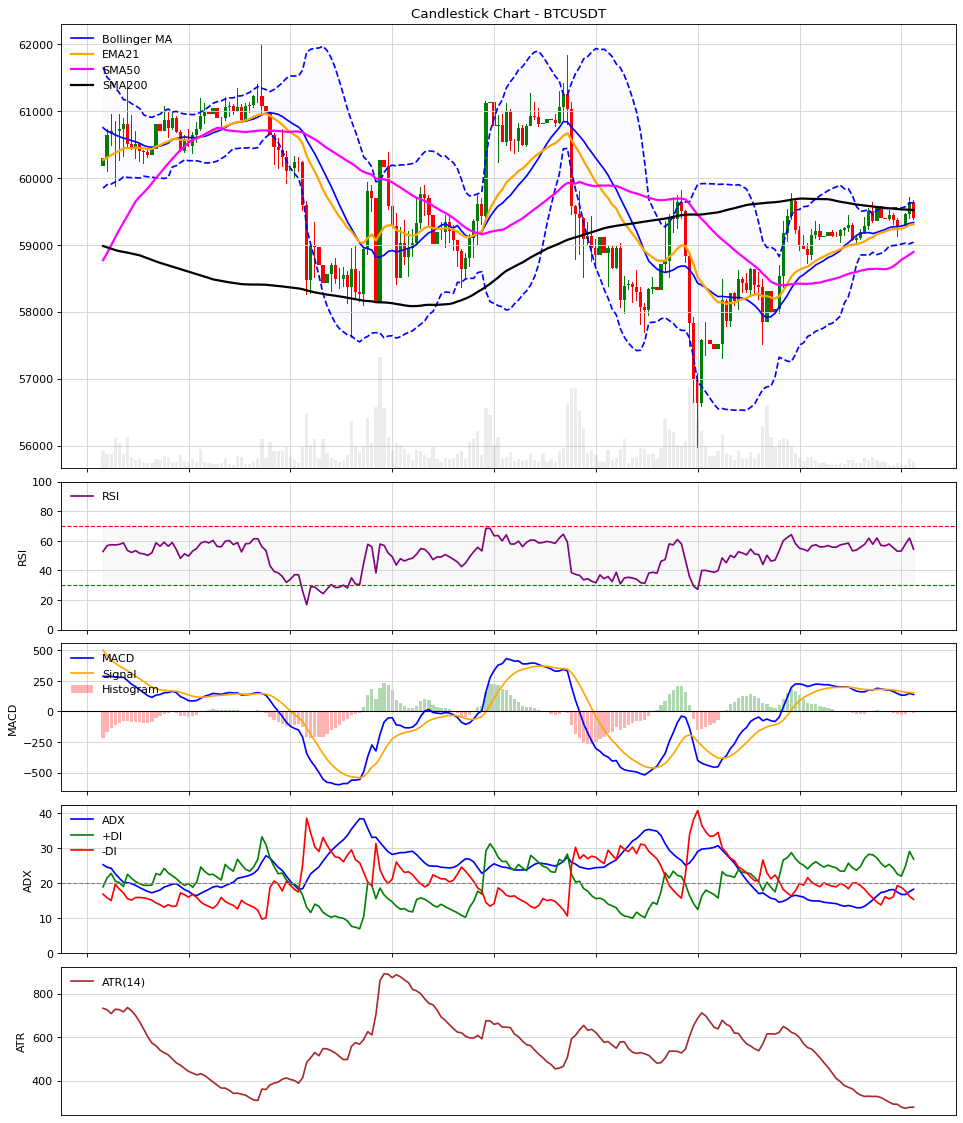 Candlestick Chart - BTCUSDT
Bollinger MA
EMA21
SMA50
SMA200
62000
61000
60000
59000
58000
57000
56000
RSI
RSI
100
80
60
40
20
0
MACD
Signal
Histogram
MACD
500
250
0
−250
−500
ADX
+DI
-DI
ADX
40
30
20
10
0
ATR(14)
ATR
800
600
400